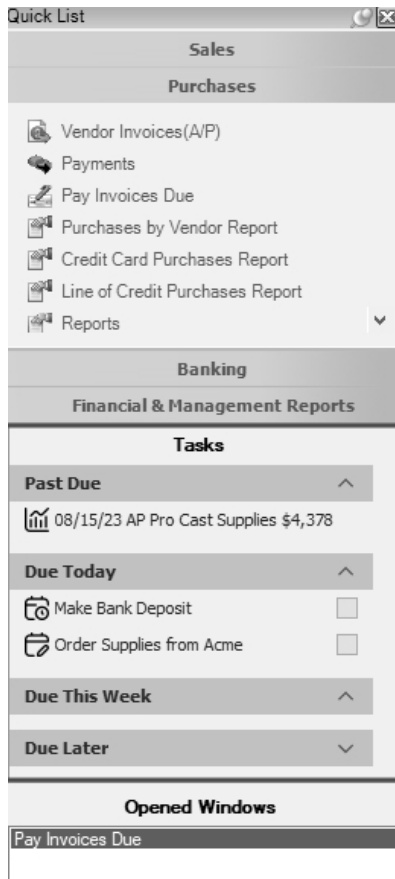 Quick List
Sales
Purchases
Vendor Invoices(A/P)
Payments
Pay Invoices Due
Purchases by Vendor Report
Credit Card Purchases Report
Line of Credit Purchases Report
Reports
Banking
Financial & Management Reports
Tasks
Past Due
08/15/23 AP Pro Cast Supplies $4,378
Due Today
Make Bank Deposit
Order Supplies from Acme
Due This Week
Due Later
Opened Windows
Pay Invoices Due